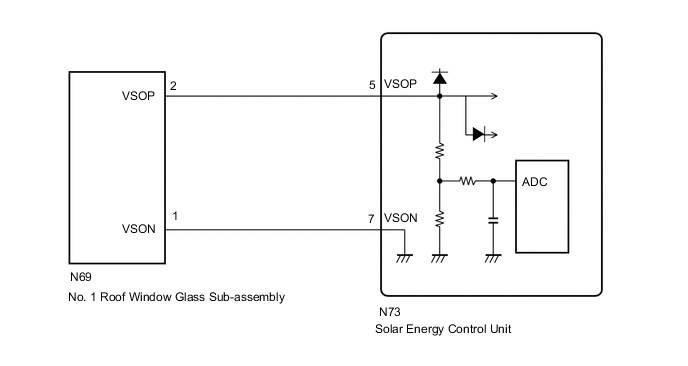 2
5 VSOP
VSOP
ADC
1
7 VSON
VSON
N69
No. 1 Roof Window Glass Sub-assembly
N73
Solar Energy Control Unit